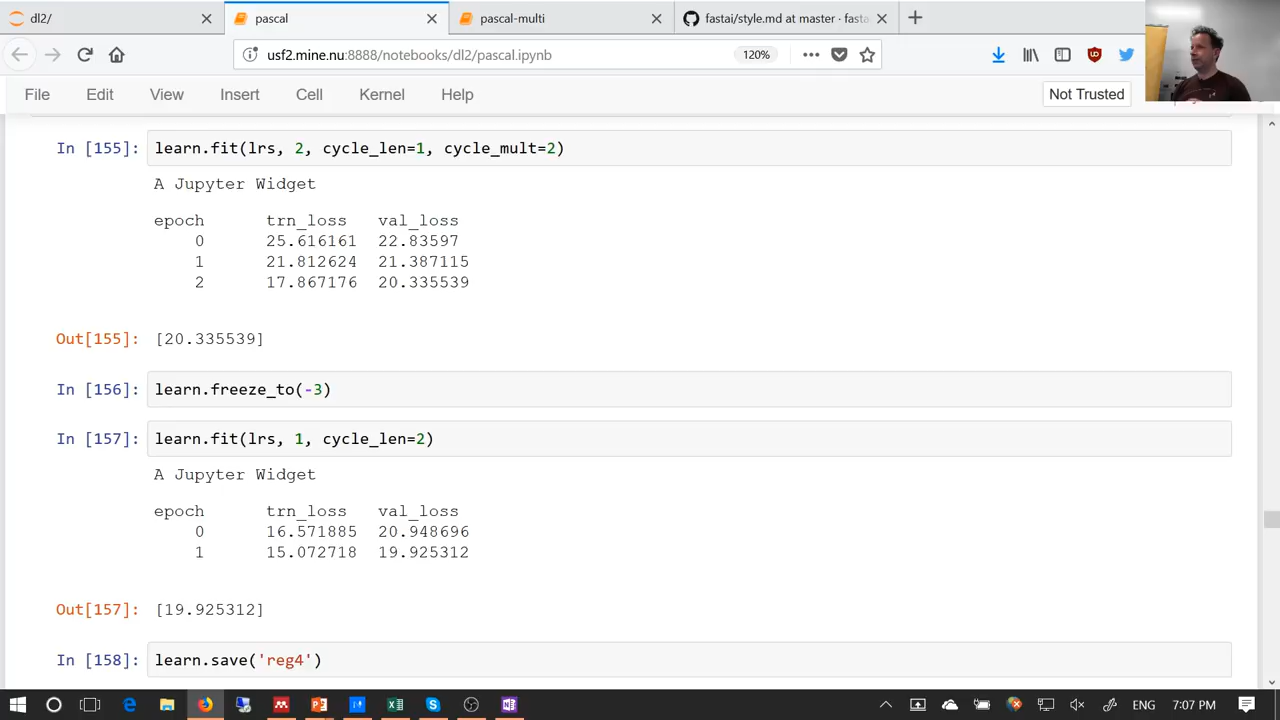 dl2/
pascal
pascal-multi
fastai/style.md at master · fasta
usf2.mine.nu:8888/notebooks/dl2/pascal.ipynb
120%
File Edit View Insert Cell Kernel Help
Not Trusted
In [155]: learn.fit(lrs, 2, cycle_len=1, cycle_mult=2)
A Jupyter Widget
epoch trn_loss val_loss
0 25.616161 22.83597
1 21.812624 21.387115
2 17.867176 20.335539
Out[155]: [20.335539]
In [156]: learn.freeze_to(-3)
In [157]: learn.fit(lrs, 1, cycle_len=2)
A Jupyter Widget
epoch trn_loss val_loss
0 16.571885 20.948696
1 15.072718 19.925312
Out[157]: [19.925312]
In [158]: learn.save('reg4')
ENG 7:07 PM